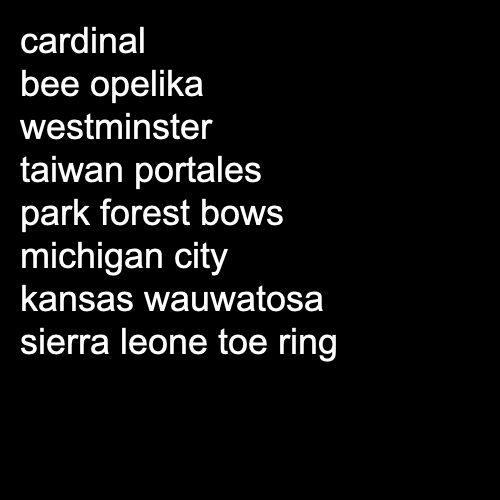 cardinal
bee opelika
westminster
taiwan portales
park forest bows
michigan city
kansas wauwatosa
sierra leone toe ring